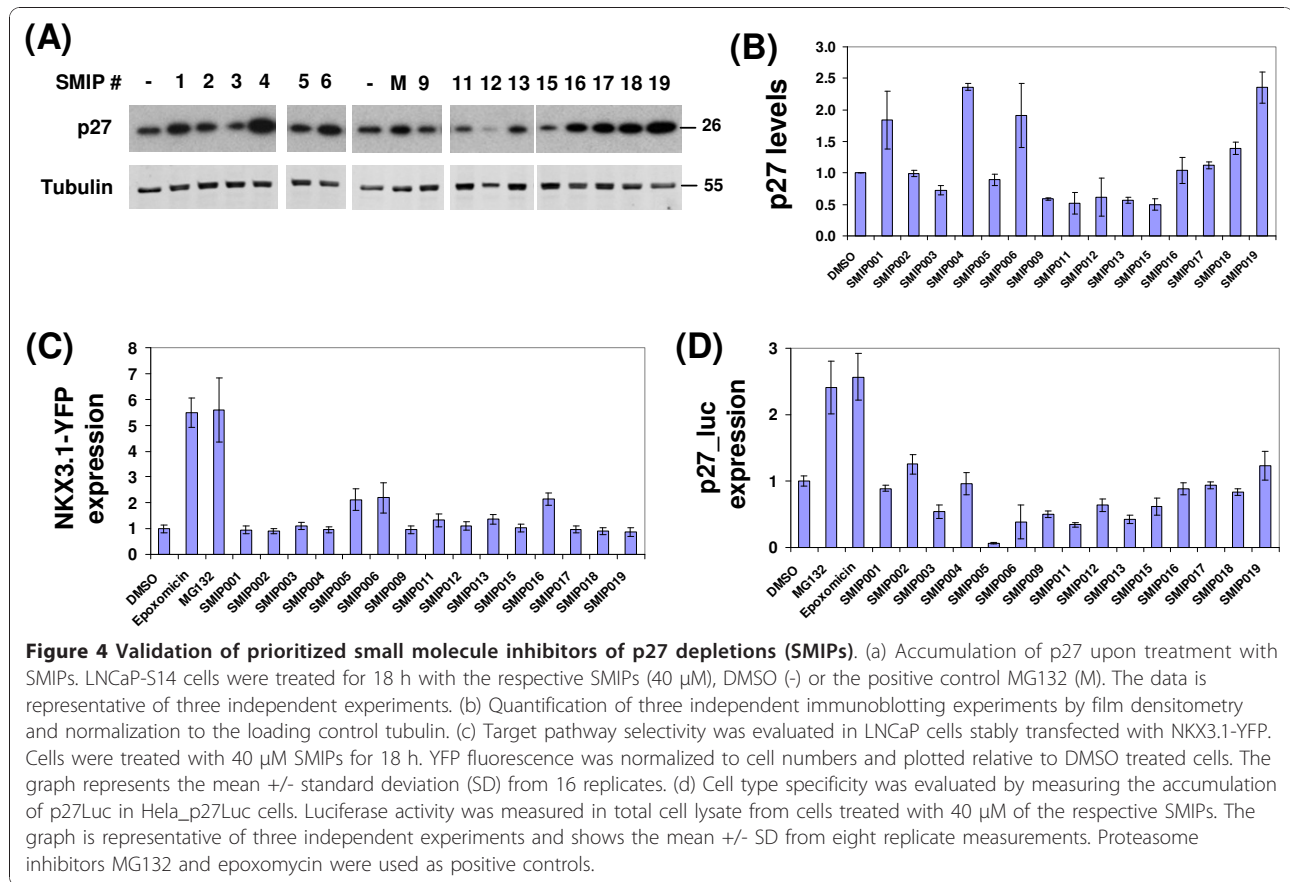 (A)
SMIP # - 1 2 3 4 5 6 - M 9 11 12 13 15 16 17 18 19
p27 26
Tubulin 55
(B)
p27 levels
3.0
2.5
2.0
1.5
1.0
0.5
0.0
DMSO
SMIP001
SMIP002
SMIP003
SMIP004
SMIP005
SMIP006
SMIP009
SMIP011
SMIP012
SMIP013
SMIP015
SMIP016
SMIP017
SMIP018
SMIP019
(C)
NKX3.1-YFP
expression
8
7
6
5
4
3
2
1
0
DMSO
Epoxomicin
MG132
SMIP001
SMIP002
SMIP003
SMIP004
SMIP005
SMIP006
SMIP009
SMIP011
SMIP012
SMIP013
SMIP015
SMIP016
SMIP017
SMIP018
SMIP019
(D)
p27_luc
expression
3
2
1
0
DMSO
MG132
Epoxomicin
SMIP001
SMIP002
SMIP003
SMIP004
SMIP005
SMIP006
SMIP009
SMIP011
SMIP012
SMIP013
SMIP015
SMIP016
SMIP017
SMIP018
SMIP019
Figure 4 Validation of prioritized small molecule inhibitors of p27 depletions (SMIPs). (a) Accumulation of p27 upon treatment with
SMIPs. LNCaP-S14 cells were treated for 18 h with the respective SMIPs (40 μM), DMSO (-) or the positive control MG132 (M). The data is
representative of three independent experiments. (b) Quantification of three independent immunoblotting experiments by film densitometry
and normalization to the loading control tubulin. (c) Target pathway selectivity was evaluated in LNCaP cells stably transfected with NKX3.1-YFP.
Cells were treated with 40 μM SMIPs for 18 h. YFP fluorescence was normalized to cell numbers and plotted relative to DMSO treated cells. The
graph represents the mean +/- standard deviation (SD) from 16 replicates. (d) Cell type specificity was evaluated by measuring the accumulation
of p27Luc in Hela_p27Luc cells. Luciferase activity was measured in total cell lysate from cells treated with 40 μM of the respective SMIPs. The
graph is representative of three independent experiments and shows the mean +/- SD from eight replicate measurements. Proteasome
inhibitors MG132 and epoxomycin were used as positive controls.